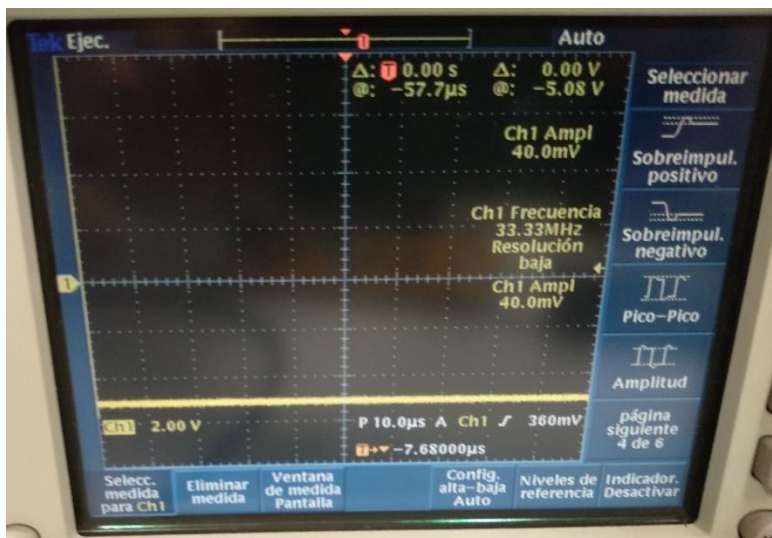 Tek Ejec.
Auto
Δ: T 0.00 s Δ: 0.00 V
@: −57.7µs @: −5.08 V
Ch1 Ampl
40.0mV
Ch1 Frecuencia
33.33MHz
Resolución
baja
Ch1 Ampl
40.0mV
1
Ch1 2.00 V
P 10.0µs A Ch1 360mV
T −7.68000µs
Seleccionar
medida
Sobreimpul.
positivo
Sobreimpul.
negativo
Pico−Pico
Amplitud
página
siguiente
4 de 6
Selecc.
medida
para Ch1
Eliminar
medida
Ventana
de medida
Pantalla
Config.
alta−baja
Auto
Niveles de
referencia
Indicador.
Desactivar